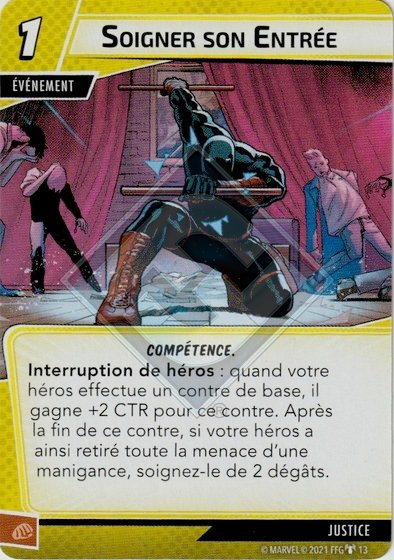 1
SOIGNER SON ENTRÉE
ÉVÉNEMENT
COMPÉTENCE.
Interruption de héros : quand votre
héros effectue un contre de base, il
gagne +2 CTR pour ce contre. Après
la fin de ce contre, si votre héros a
ainsi retiré toute la menace d'une
manigance, soignez-le de 2 dégâts.
JUSTICE
© MARVEL © 2021 FFG 13